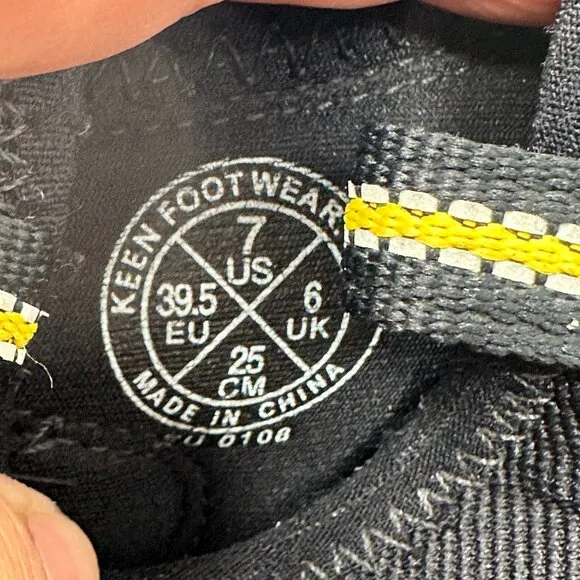 KEEN FOOTWEAR.
7
US
39.5
EU
6
UK
25
CM
MADE IN CHINA
0108